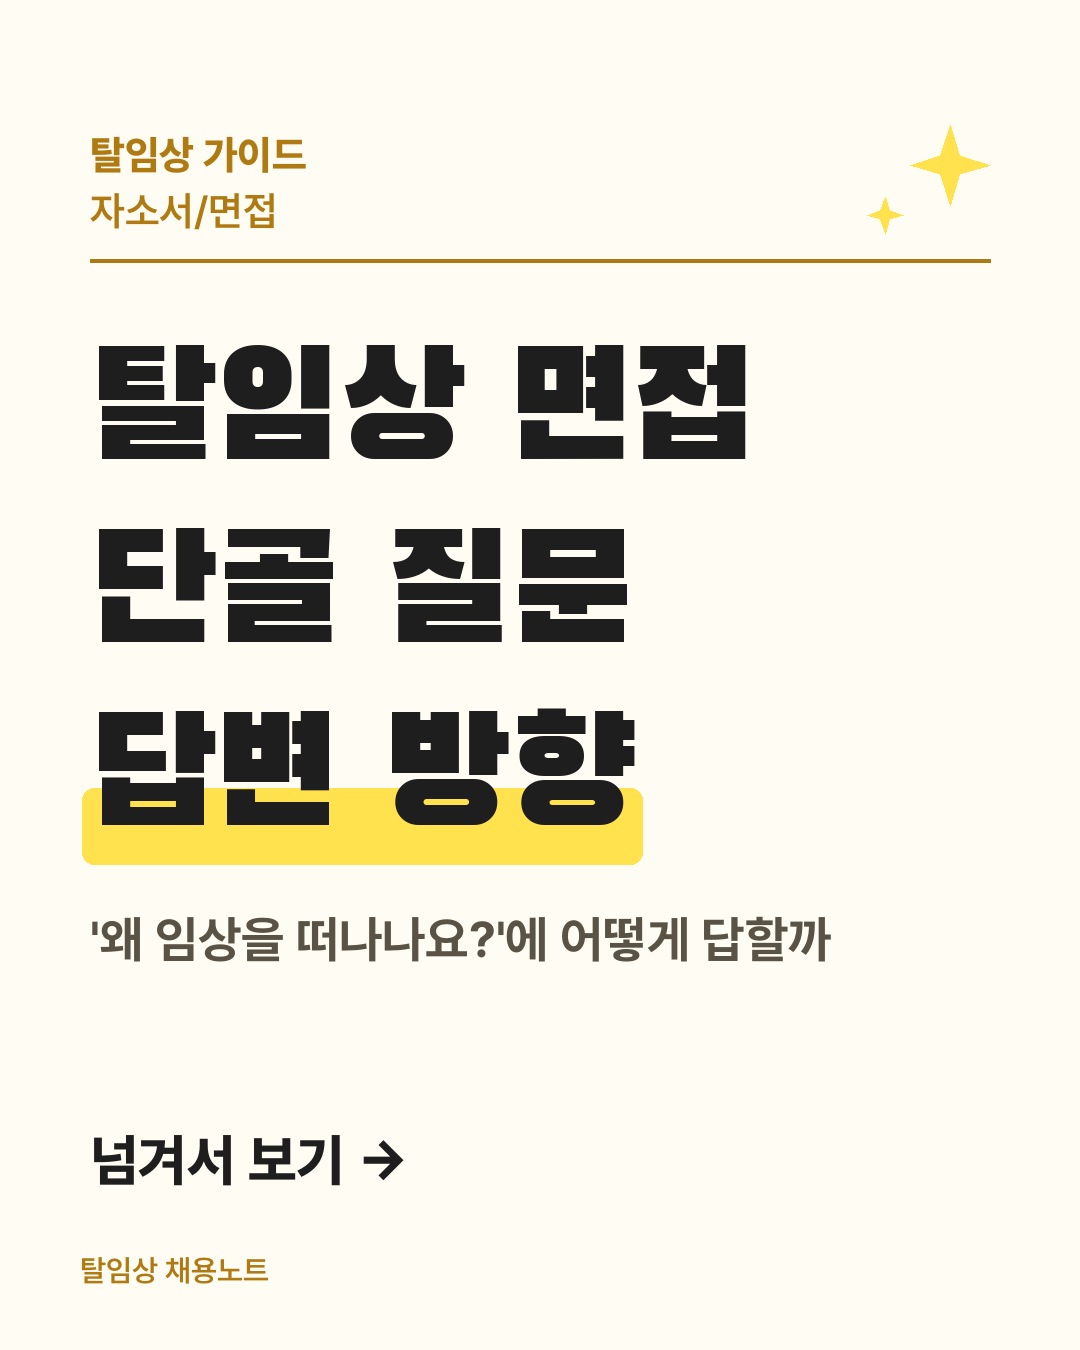 탈임상 가이드
자소서/면접
탈임상 면접
단골 질문
답변 방향
'왜 임상을 떠나나요?'에 어떻게 답할까
넘겨서 보기 →
탈임상 채용노트